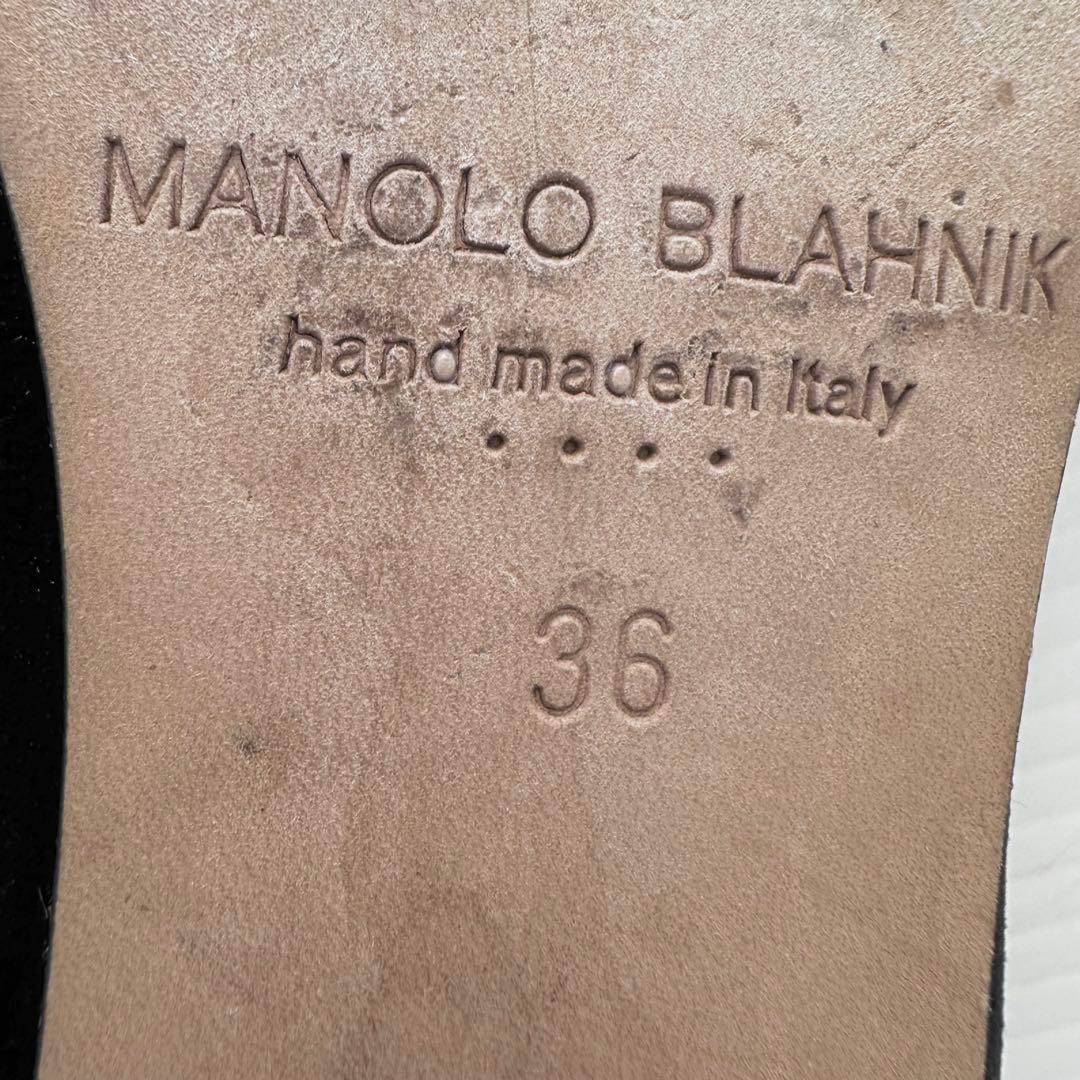 MANOLO BLAHNIK
hand made in Italy
••••
36